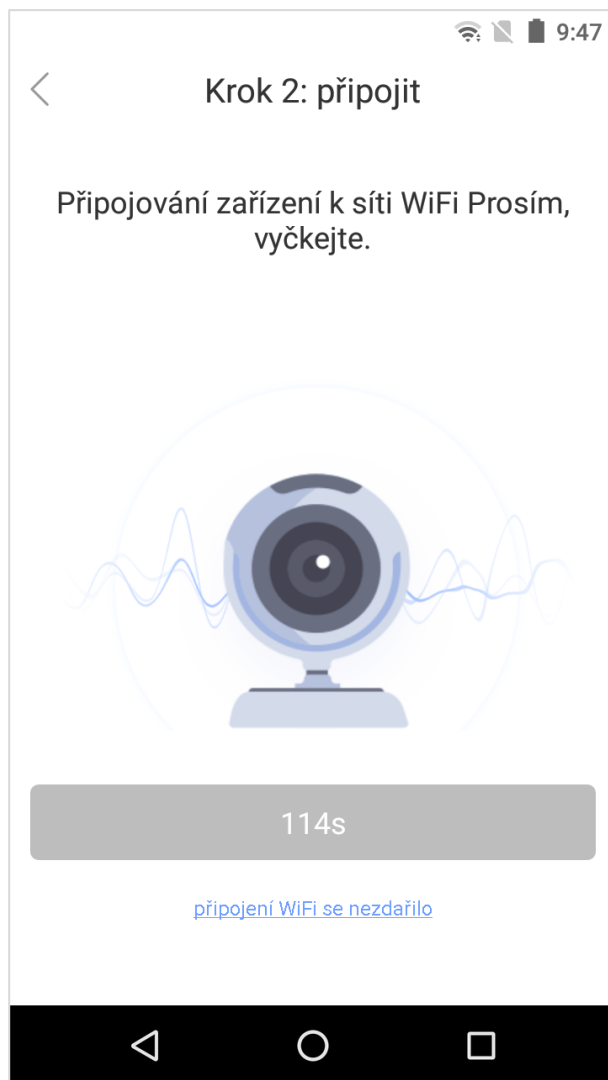 9:47
Krok 2: připojit
Připojování zařízení k síti WiFi Prosím,
vyčkejte.
114s
připojení WiFi se nezdařilo